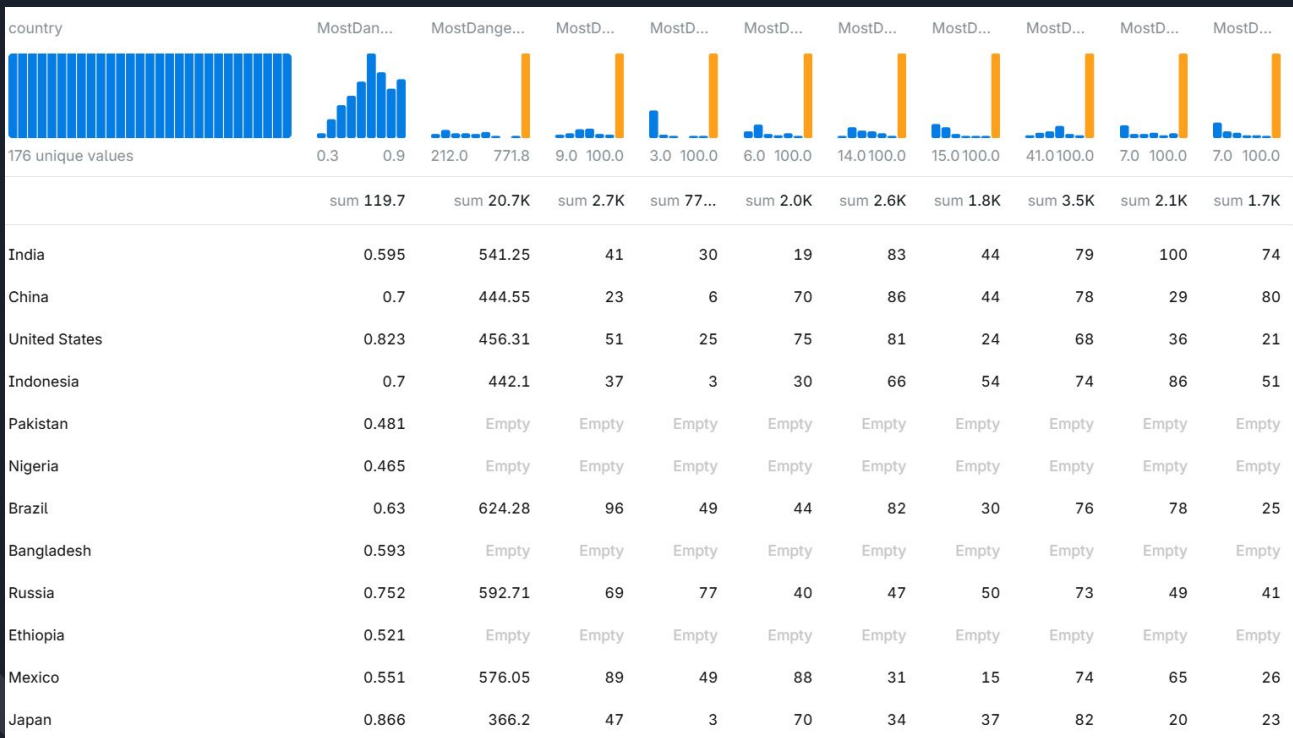 country MostDan... MostDange... MostD... MostD... MostD... MostD... MostD... MostD... MostD... MostD...
176 unique values 0.3 0.9 212.0 771.8 9.0 100.0 3.0 100.0 6.0 100.0 14.0 100.0 15.0 100.0 41.0 100.0 7.0 100.0 7.0 100.0
sum 119.7 sum 20.7K sum 2.7K sum 77... sum 2.0K sum 2.6K sum 1.8K sum 3.5K sum 2.1K sum 1.7K
India 0.595 541.25 41 30 19 83 44 79 100 74
China 0.7 444.55 23 6 70 86 44 78 29 80
United States 0.823 456.31 51 25 75 81 24 68 36 21
Indonesia 0.7 442.1 37 3 30 66 54 74 86 51
Pakistan 0.481 Empty Empty Empty Empty Empty Empty Empty Empty Empty
Nigeria 0.465 Empty Empty Empty Empty Empty Empty Empty Empty Empty
Brazil 0.63 624.28 96 49 44 82 30 76 78 25
Bangladesh 0.593 Empty Empty Empty Empty Empty Empty Empty Empty Empty
Russia 0.752 592.71 69 77 40 47 50 73 49 41
Ethiopia 0.521 Empty Empty Empty Empty Empty Empty Empty Empty Empty
Mexico 0.551 576.05 89 49 88 31 15 74 65 26
Japan 0.866 366.2 47 3 70 34 37 82 20 23